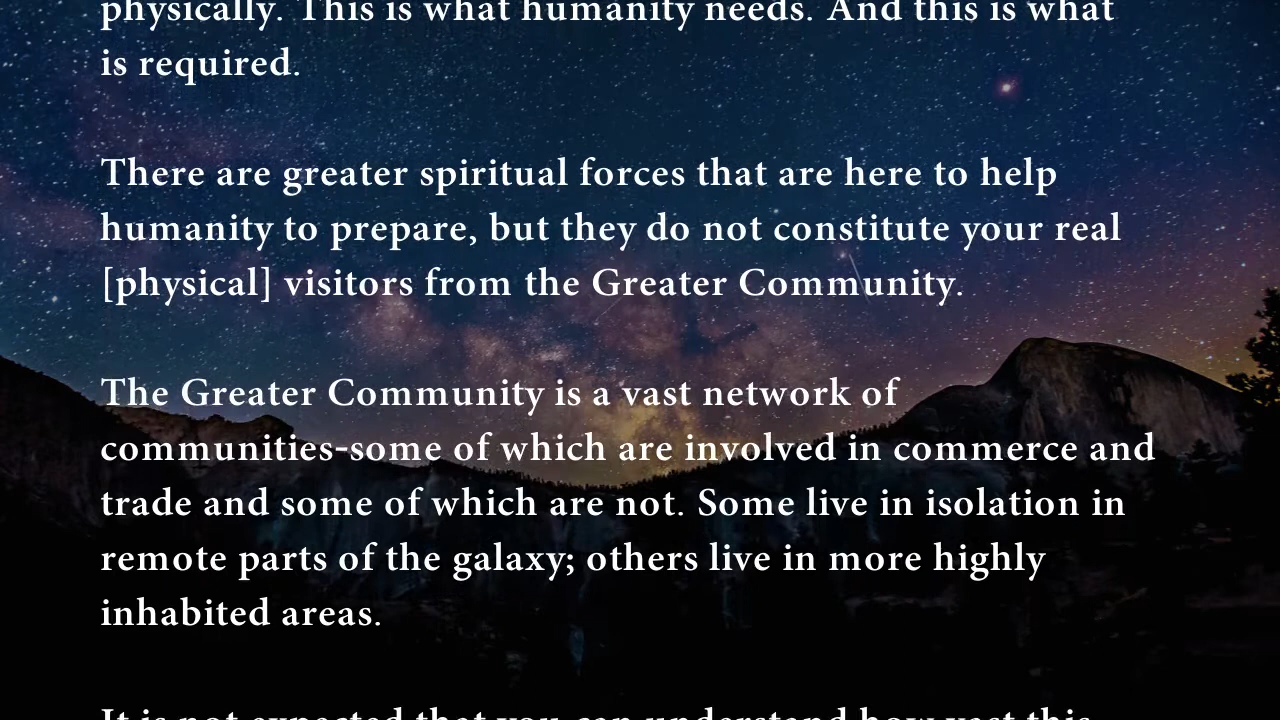 physically. This is what humanity needs. And this is what
is required.
There are greater spiritual forces that are here to help
humanity to prepare, but they do not constitute your real
[physical] visitors from the Greater Community.
The Greater Community is a vast network of
communities-some of which are involved in commerce and
trade and some of which are not. Some live in isolation in
remote parts of the galaxy; others live in more highly
inhabited areas.
It is not expected that you can understand how vast this